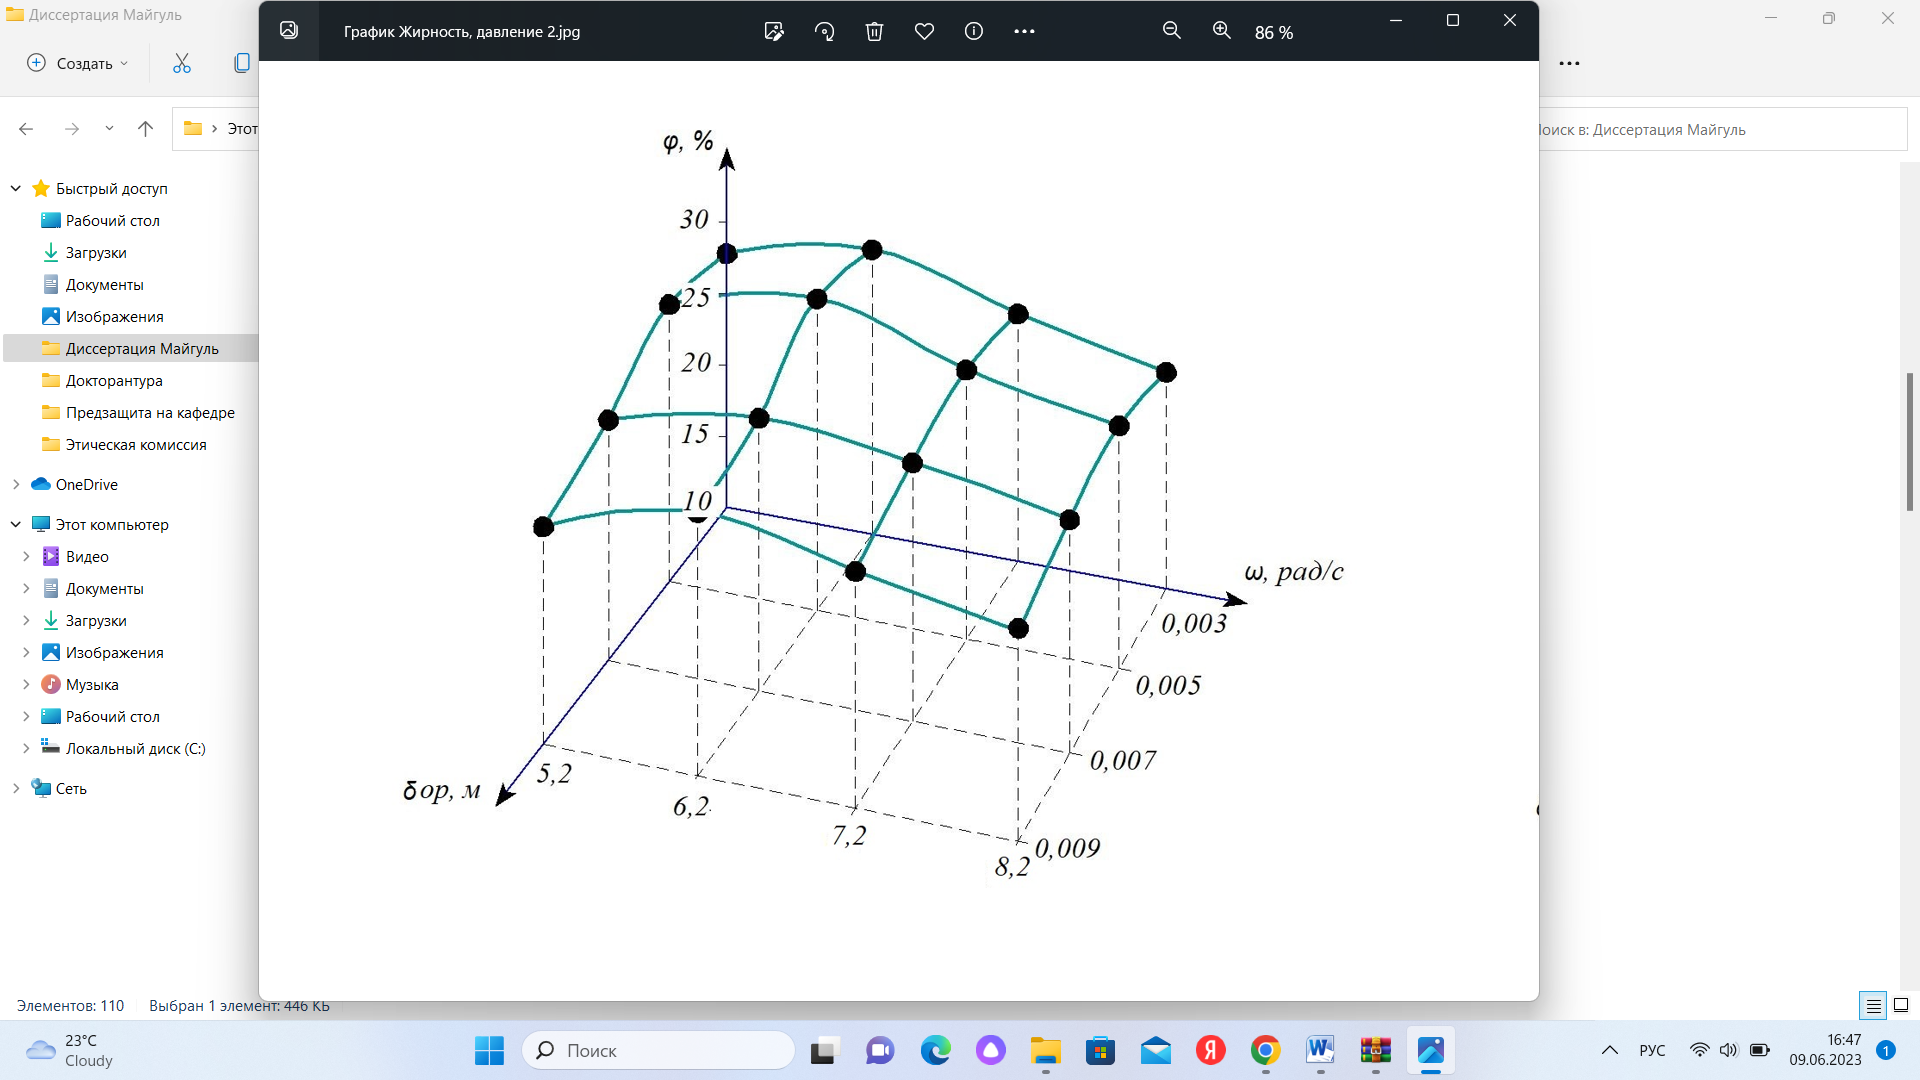 Диссертация Майгуль
График Жирность, давление 2.jpg
86 %
Создать
Этот
Поиск в: Диссертация Майгуль
Быстрый доступ
Рабочий стол
Загрузки
Документы
Изображения
Диссертация Майгуль
Докторантура
Предзащита на кафедре
Этическая комиссия
OneDrive
Этот компьютер
Видео
Документы
Загрузки
Изображения
Музыка
Рабочий стол
Локальный диск (C:)
Сеть
φ, %
30
25
20
15
10
ω, рад/с
0,003
0,005
0,007
0,009
δор, м
5,2
6,2
7,2
8,2
Элементов: 110 Выбран 1 элемент: 446 КБ
23°C
Cloudy
Поиск
РУС
16:47
09.06.2023
1